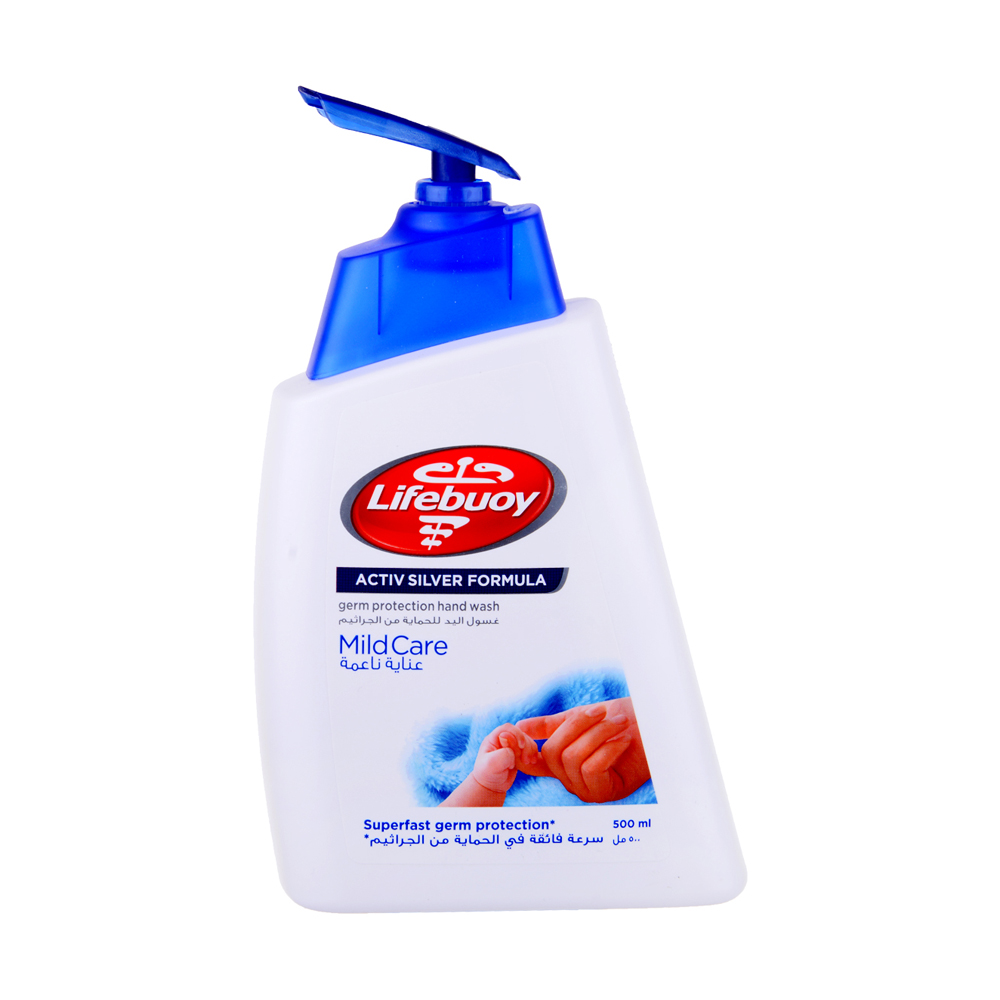 Lifebuoy
ACTIV SILVER FORMULA
germ protection hand wash
غسول اليد للحماية من الجراثيم
Mild Care
عناية ناعمة
Superfast germ protection* 500 ml
سرعة فائقة في الحماية من الجراثيم* ٥٠٠ مل